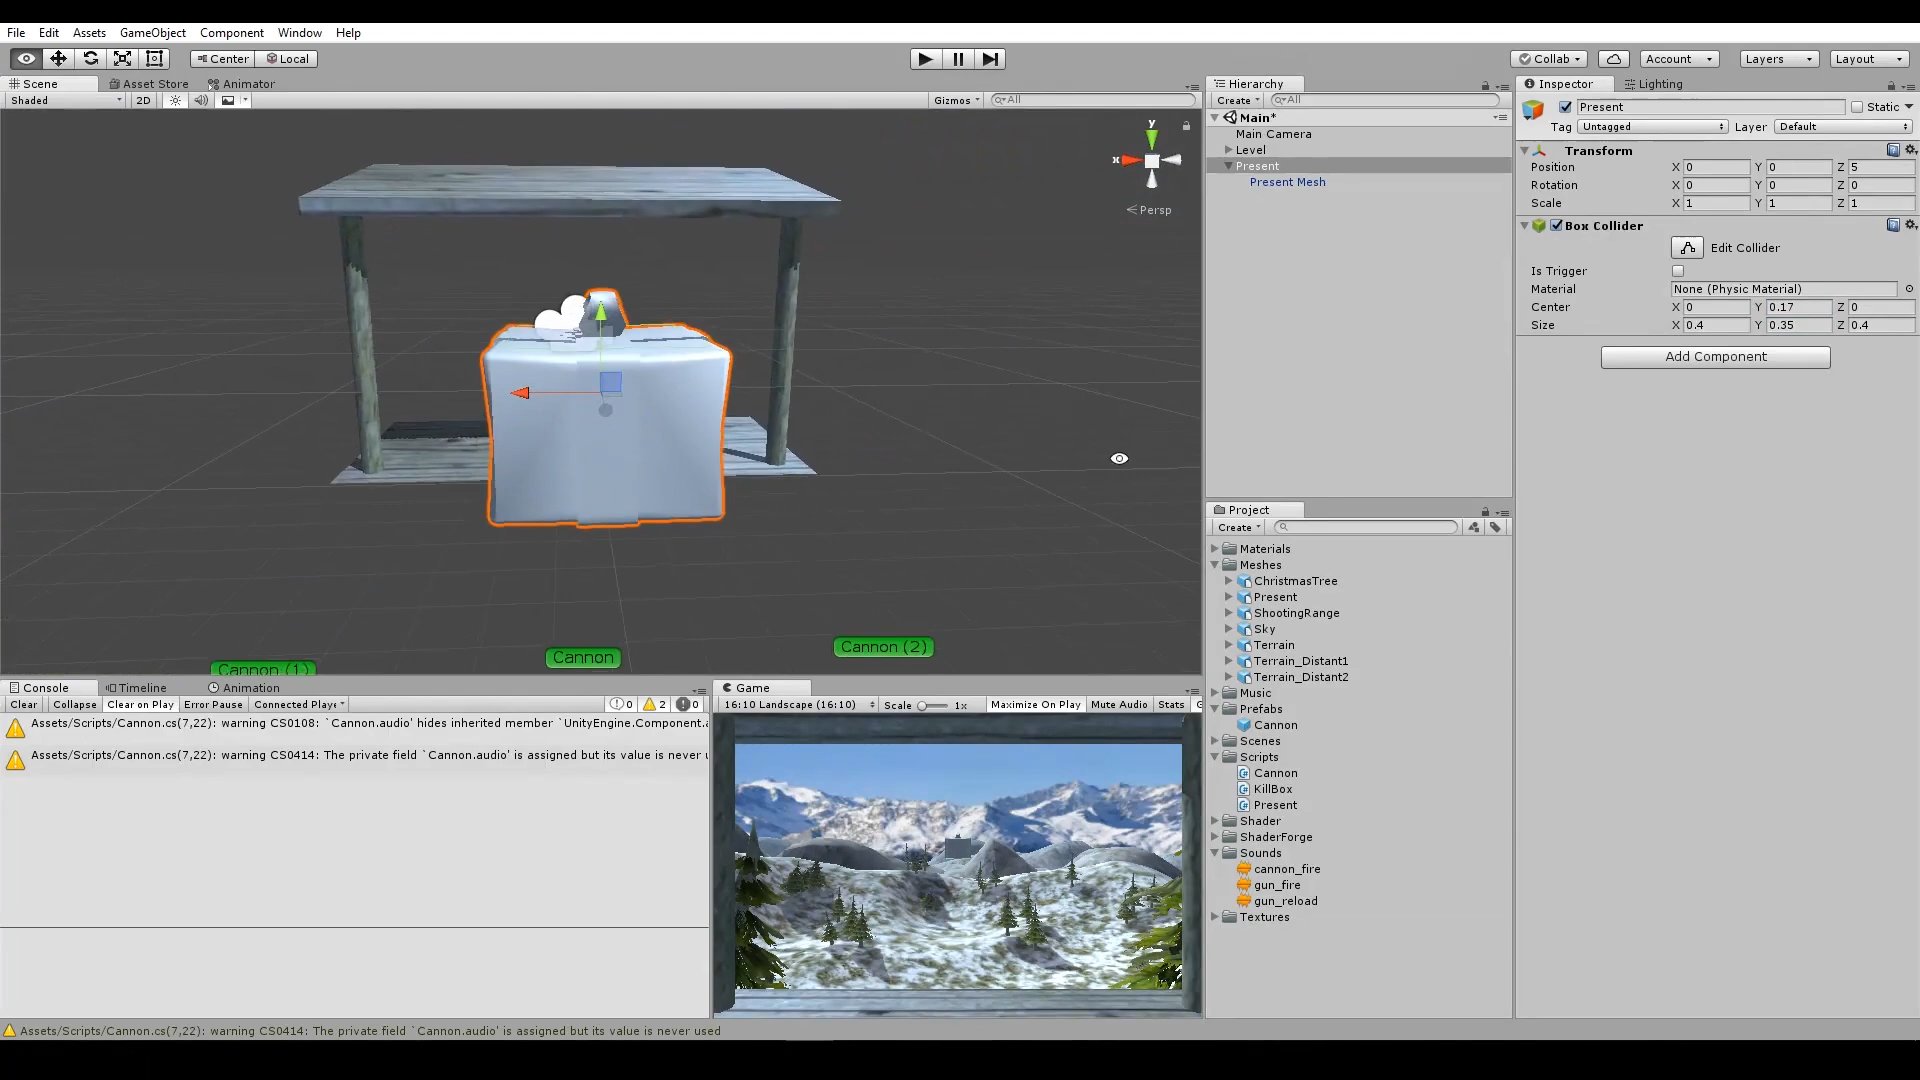 File Edit Assets GameObject Component Window Help
Center Local Collab Account Layers Layout
Scene Asset Store Animator
Shaded 2D Gizmos All
y
x
Persp
Cannon (1) Cannon Cannon (2)
Console Timeline Animation
Clear Collapse Clear on Play Error Pause Connected Playe 0 2 0
Assets/Scripts/Cannon.cs(7,22): warning CS0108: `Cannon.audio' hides inherited member `UnityEngine.Component.a
Assets/Scripts/Cannon.cs(7,22): warning CS0414: The private field `Cannon.audio' is assigned but its value is never u
Game
16:10 Landscape (16:10) Scale 1x Maximize On Play Mute Audio Stats G
Hierarchy
Create All
Main*
Main Camera
Level
Present
Present Mesh
Project
Create
Materials
Meshes
ChristmasTree
Present
ShootingRange
Sky
Terrain
Terrain_Distant1
Terrain_Distant2
Music
Prefabs
Cannon
Scenes
Scripts
Cannon
KillBox
Present
Shader
ShaderForge
Sounds
cannon_fire
gun_fire
gun_reload
Textures
Inspector Lighting
Present Static
Tag Untagged Layer Default
Transform
Position X 0 Y 0 Z 5
Rotation X 0 Y 0 Z 0
Scale X 1 Y 1 Z 1
Box Collider
Edit Collider
Is Trigger
Material None (Physic Material)
Center X 0 Y 0.17 Z 0
Size X 0.4 Y 0.35 Z 0.4
Add Component
Assets/Scripts/Cannon.cs(7,22): warning CS0414: The private field `Cannon.audio' is assigned but its value is never used